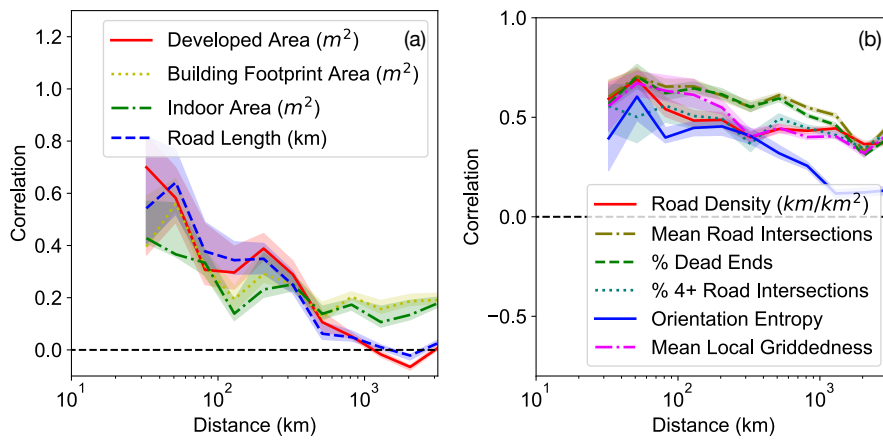 (a)
Developed Area (m²)
Building Footprint Area (m²)
Indoor Area (m²)
Road Length (km)
Correlation
1.2
1.0
0.8
0.6
0.4
0.2
0.0
10¹
10²
10³
Distance (km)
(b)
Correlation
1.0
0.5
0.0
−0.5
Road Density (km/km²)
Mean Road Intersections
% Dead Ends
% 4+ Road Intersections
Orientation Entropy
Mean Local Griddedness
10¹
10²
10³
Distance (km)